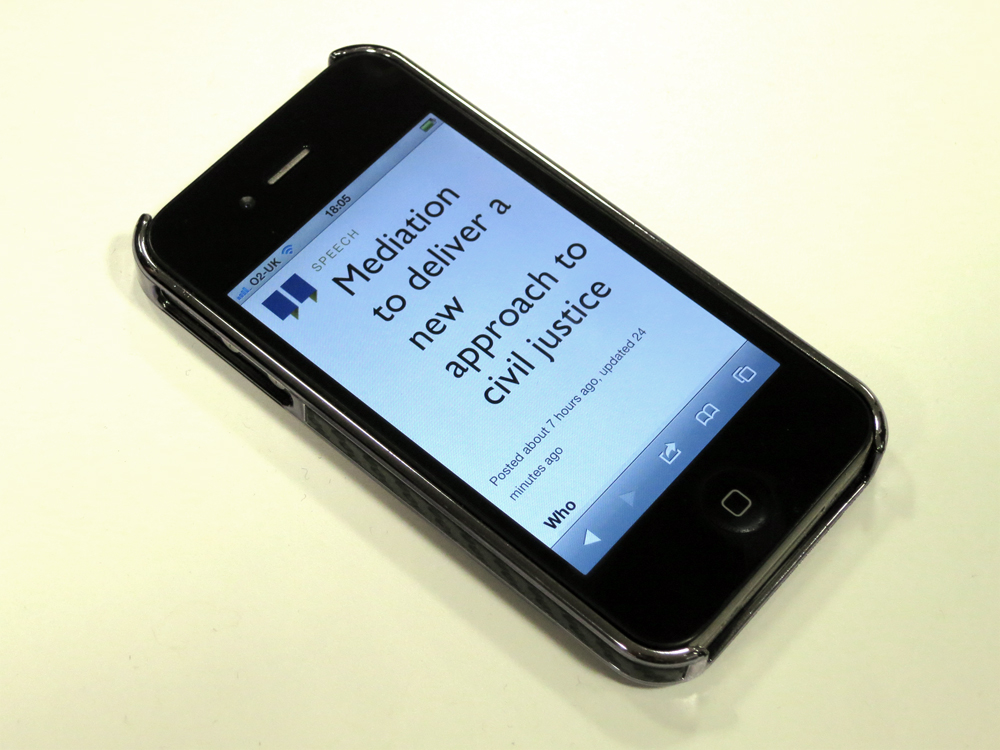 O2-UK 18:05
SPEECH
Mediation
to deliver a
new
approach to
civil justice
Posted about 7 hours ago, updated 24
minutes ago
Who